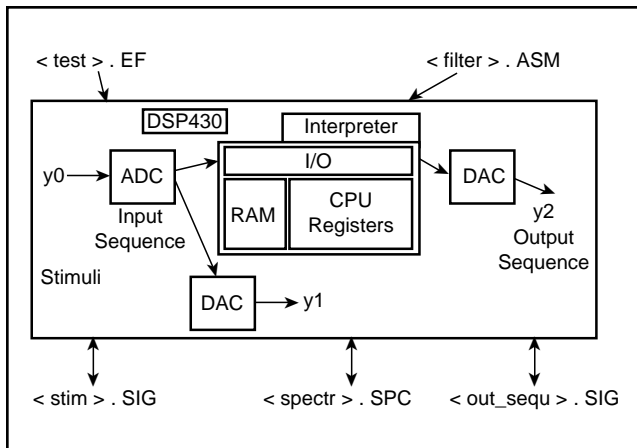 < test > . EF
< filter > . ASM
DSP430
Interpreter
I/O
y0
ADC
DAC
RAM
CPU
Registers
Input
Sequence
y2
Output
Sequence
Stimuli
DAC
y1
< stim > . SIG
< spectr > . SPC
< out_sequ > . SIG